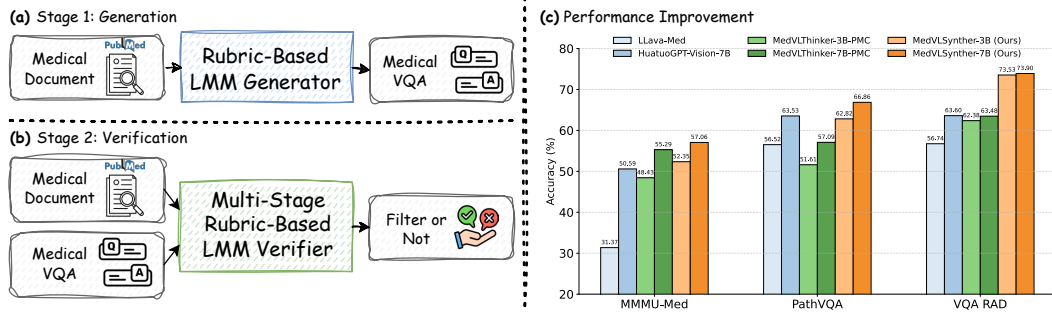 (a) Stage 1: Generation
Medical
Document
PubMed
Rubric-Based
LMM Generator
Medical
VQA
Q
A
(b) Stage 2: Verification
Medical
Document
PubMed
Medical
VQA
Q
A
Multi-Stage
Rubric-Based
LMM Verifier
Filter or
Not
(c) Performance Improvement
LLava-Med
HuatuoGPT-Vision-7B
MedVLThinker-3B-PMC
MedVLThinker-7B-PMC
MedVLSynther-3B (Ours)
MedVLSynther-7B (Ours)
Accuracy (%)
80
70
60
50
40
30
20
31.37
50.59
48.43
55.29
52.35
57.06
56.52
63.53
51.61
57.09
62.82
66.86
56.74
63.60
62.38
63.48
73.53
73.90
MMMU-Med
PathVQA
VQA RAD